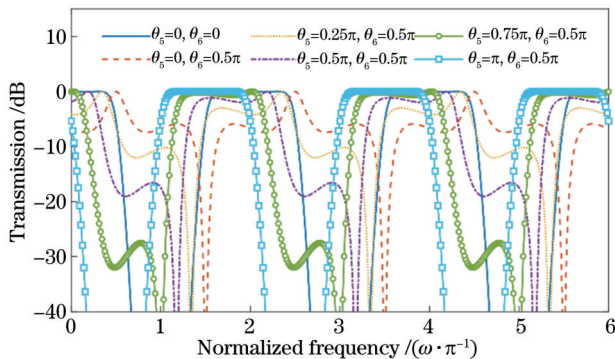 15
10
0
-10
-20
-30
-40
Transmission /dB
θ5=0, θ6=0
θ5=0.25π, θ6=0.5π
θ5=0.75π, θ6=0.5π
θ5=0, θ6=0.5π
θ5=0.5π, θ6=0.5π
θ5=π, θ6=0.5π
0 1 2 3 4 5 6
Normalized frequency /(ω·π⁻¹)